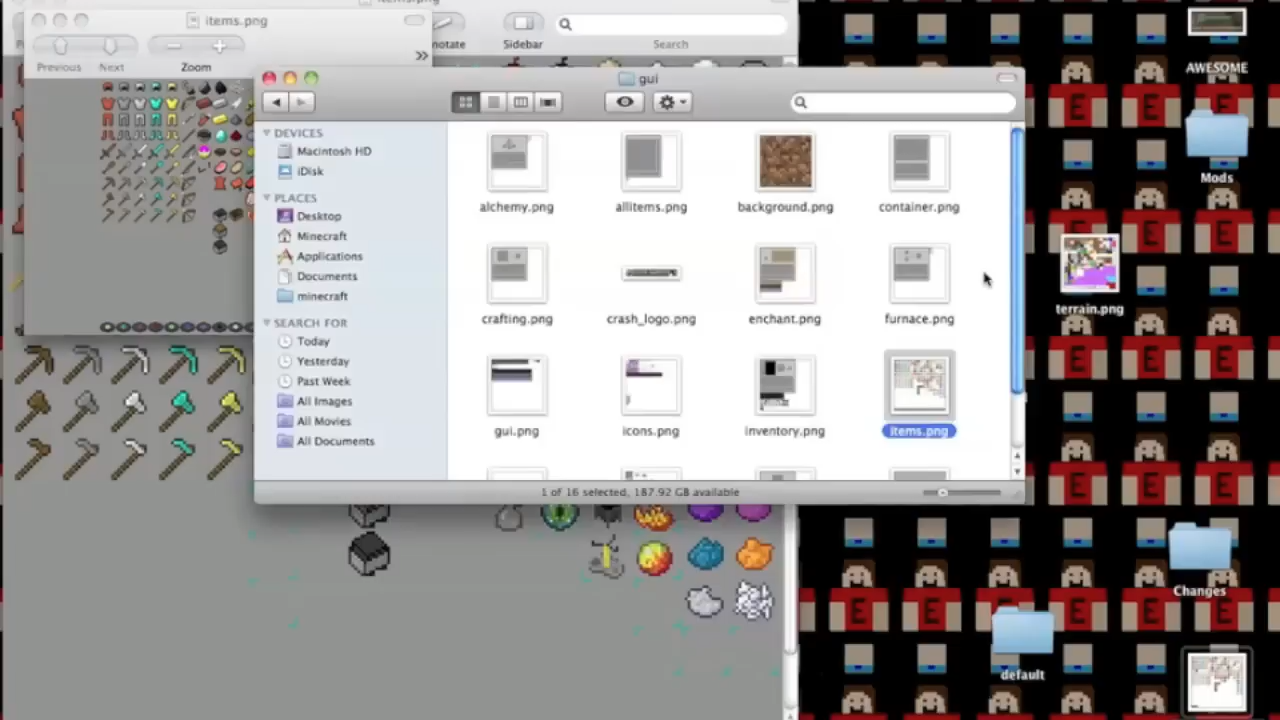 items.png
Previous
Next
Zoom
»
Sidebar
Search
gui
DEVICES
Macintosh HD
iDisk
PLACES
Desktop
Minecraft
Applications
Documents
minecraft
SEARCH FOR
Today
Yesterday
Past Week
All Images
All Movies
All Documents
alchemy.png
allitems.png
background.png
container.png
crafting.png
crash_logo.png
enchant.png
furnace.png
gui.png
icons.png
inventory.png
items.png
1 of 16 selected, 187.92 GB available
AWESOME
Mods
terrain.png
Changes
default